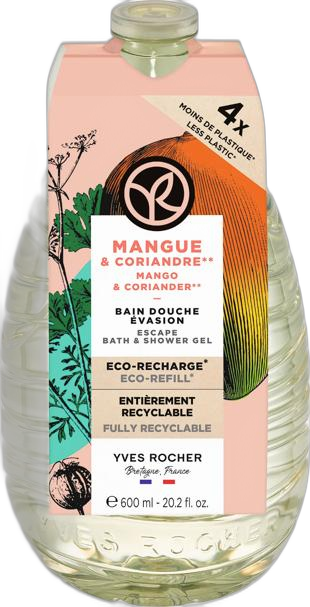 4x
MOINS DE PLASTIQUE*
LESS PLASTIC*
MANGUE
& CORIANDRE**
MANGO
& CORIANDER**
BAIN DOUCHE
ÉVASION
ESCAPE
BATH & SHOWER GEL
ECO-RECHARGE*
ECO-REFILL*
ENTIÈREMENT
RECYCLABLE
FULLY RECYCLABLE
YVES ROCHER
Bretagne, France
℮ 600 ml - 20.2 fl. oz.
YVES ROCHER